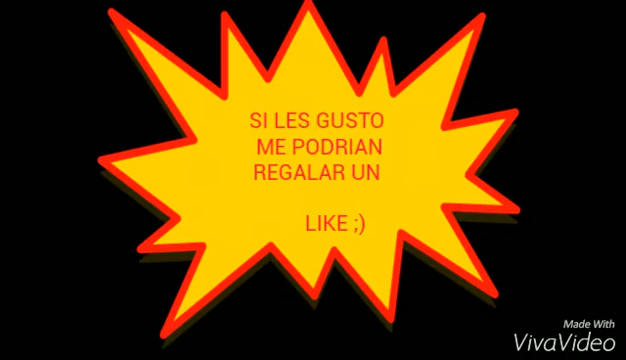 SI LES GUSTO
ME PODRIAN
REGALAR UN
LIKE ;)
Made With
VivaVideo